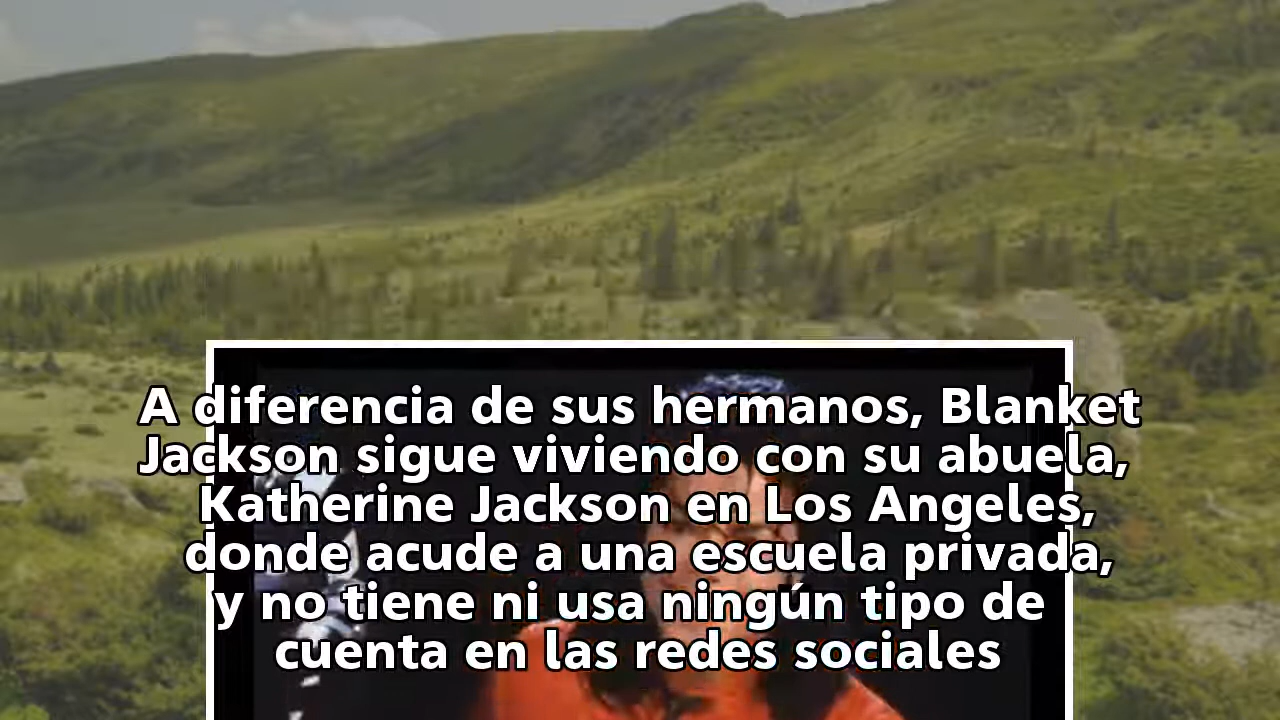 A diferencia de sus hermanos, Blanket
Jackson sigue viviendo con su abuela,
Katherine Jackson en Los Angeles,
donde acude a una escuela privada,
y no tiene ni usa ningún tipo de
cuenta en las redes sociales